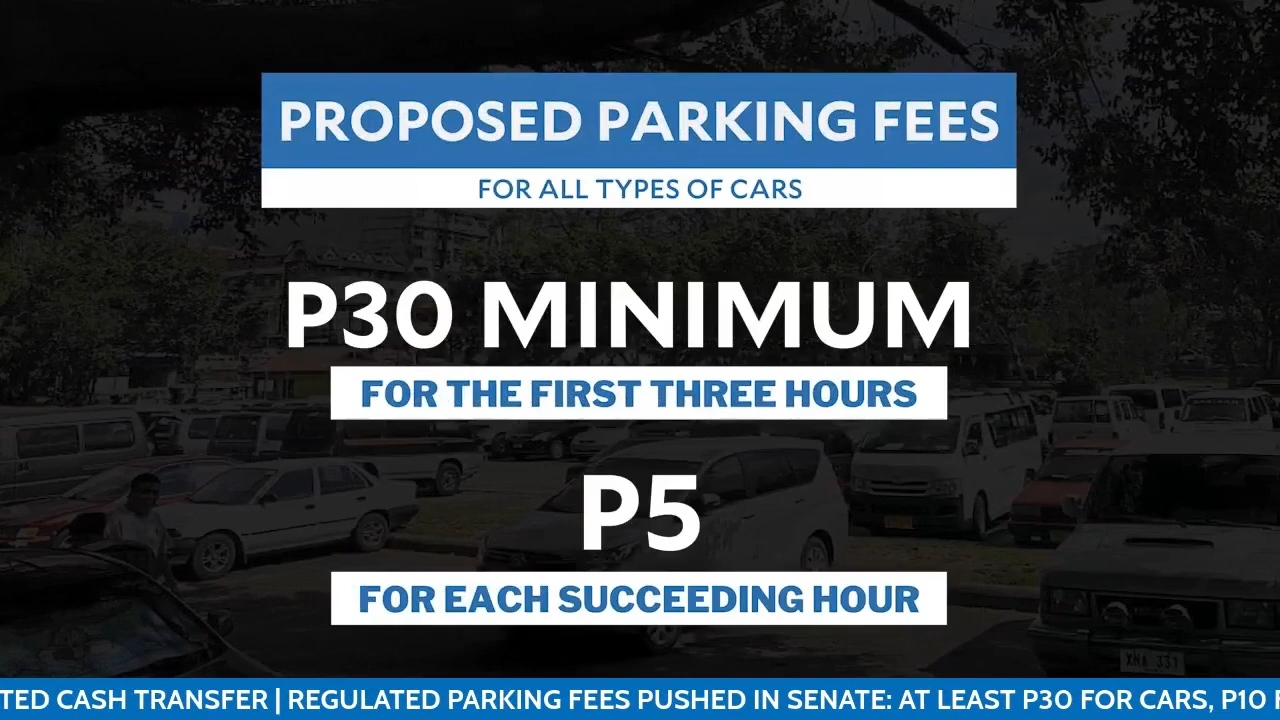 PROPOSED PARKING FEES
FOR ALL TYPES OF CARS
P30 MINIMUM
FOR THE FIRST THREE HOURS
P5
FOR EACH SUCCEEDING HOUR
CASH TRANSFER | REGULATED PARKING FEES PUSHED IN SENATE: AT LEAST P30 FOR CARS, P10